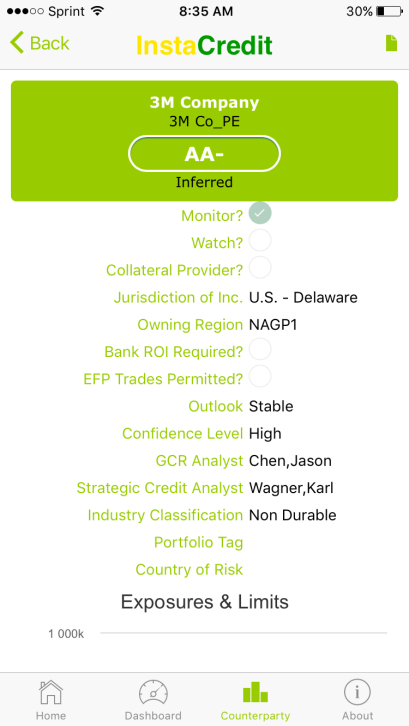 Sprint 8:35 AM 30%
Back InstaCredit
3M Company
3M Co_PE
AA-
Inferred
Monitor?
Watch?
Collateral Provider?
Jurisdiction of Inc. U.S. - Delaware
Owning Region NAGP1
Bank ROI Required?
EFP Trades Permitted?
Outlook Stable
Confidence Level High
GCR Analyst Chen,Jason
Strategic Credit Analyst Wagner,Karl
Industry Classification Non Durable
Portfolio Tag
Country of Risk
Exposures & Limits
1 000k
Home Dashboard Counterparty About